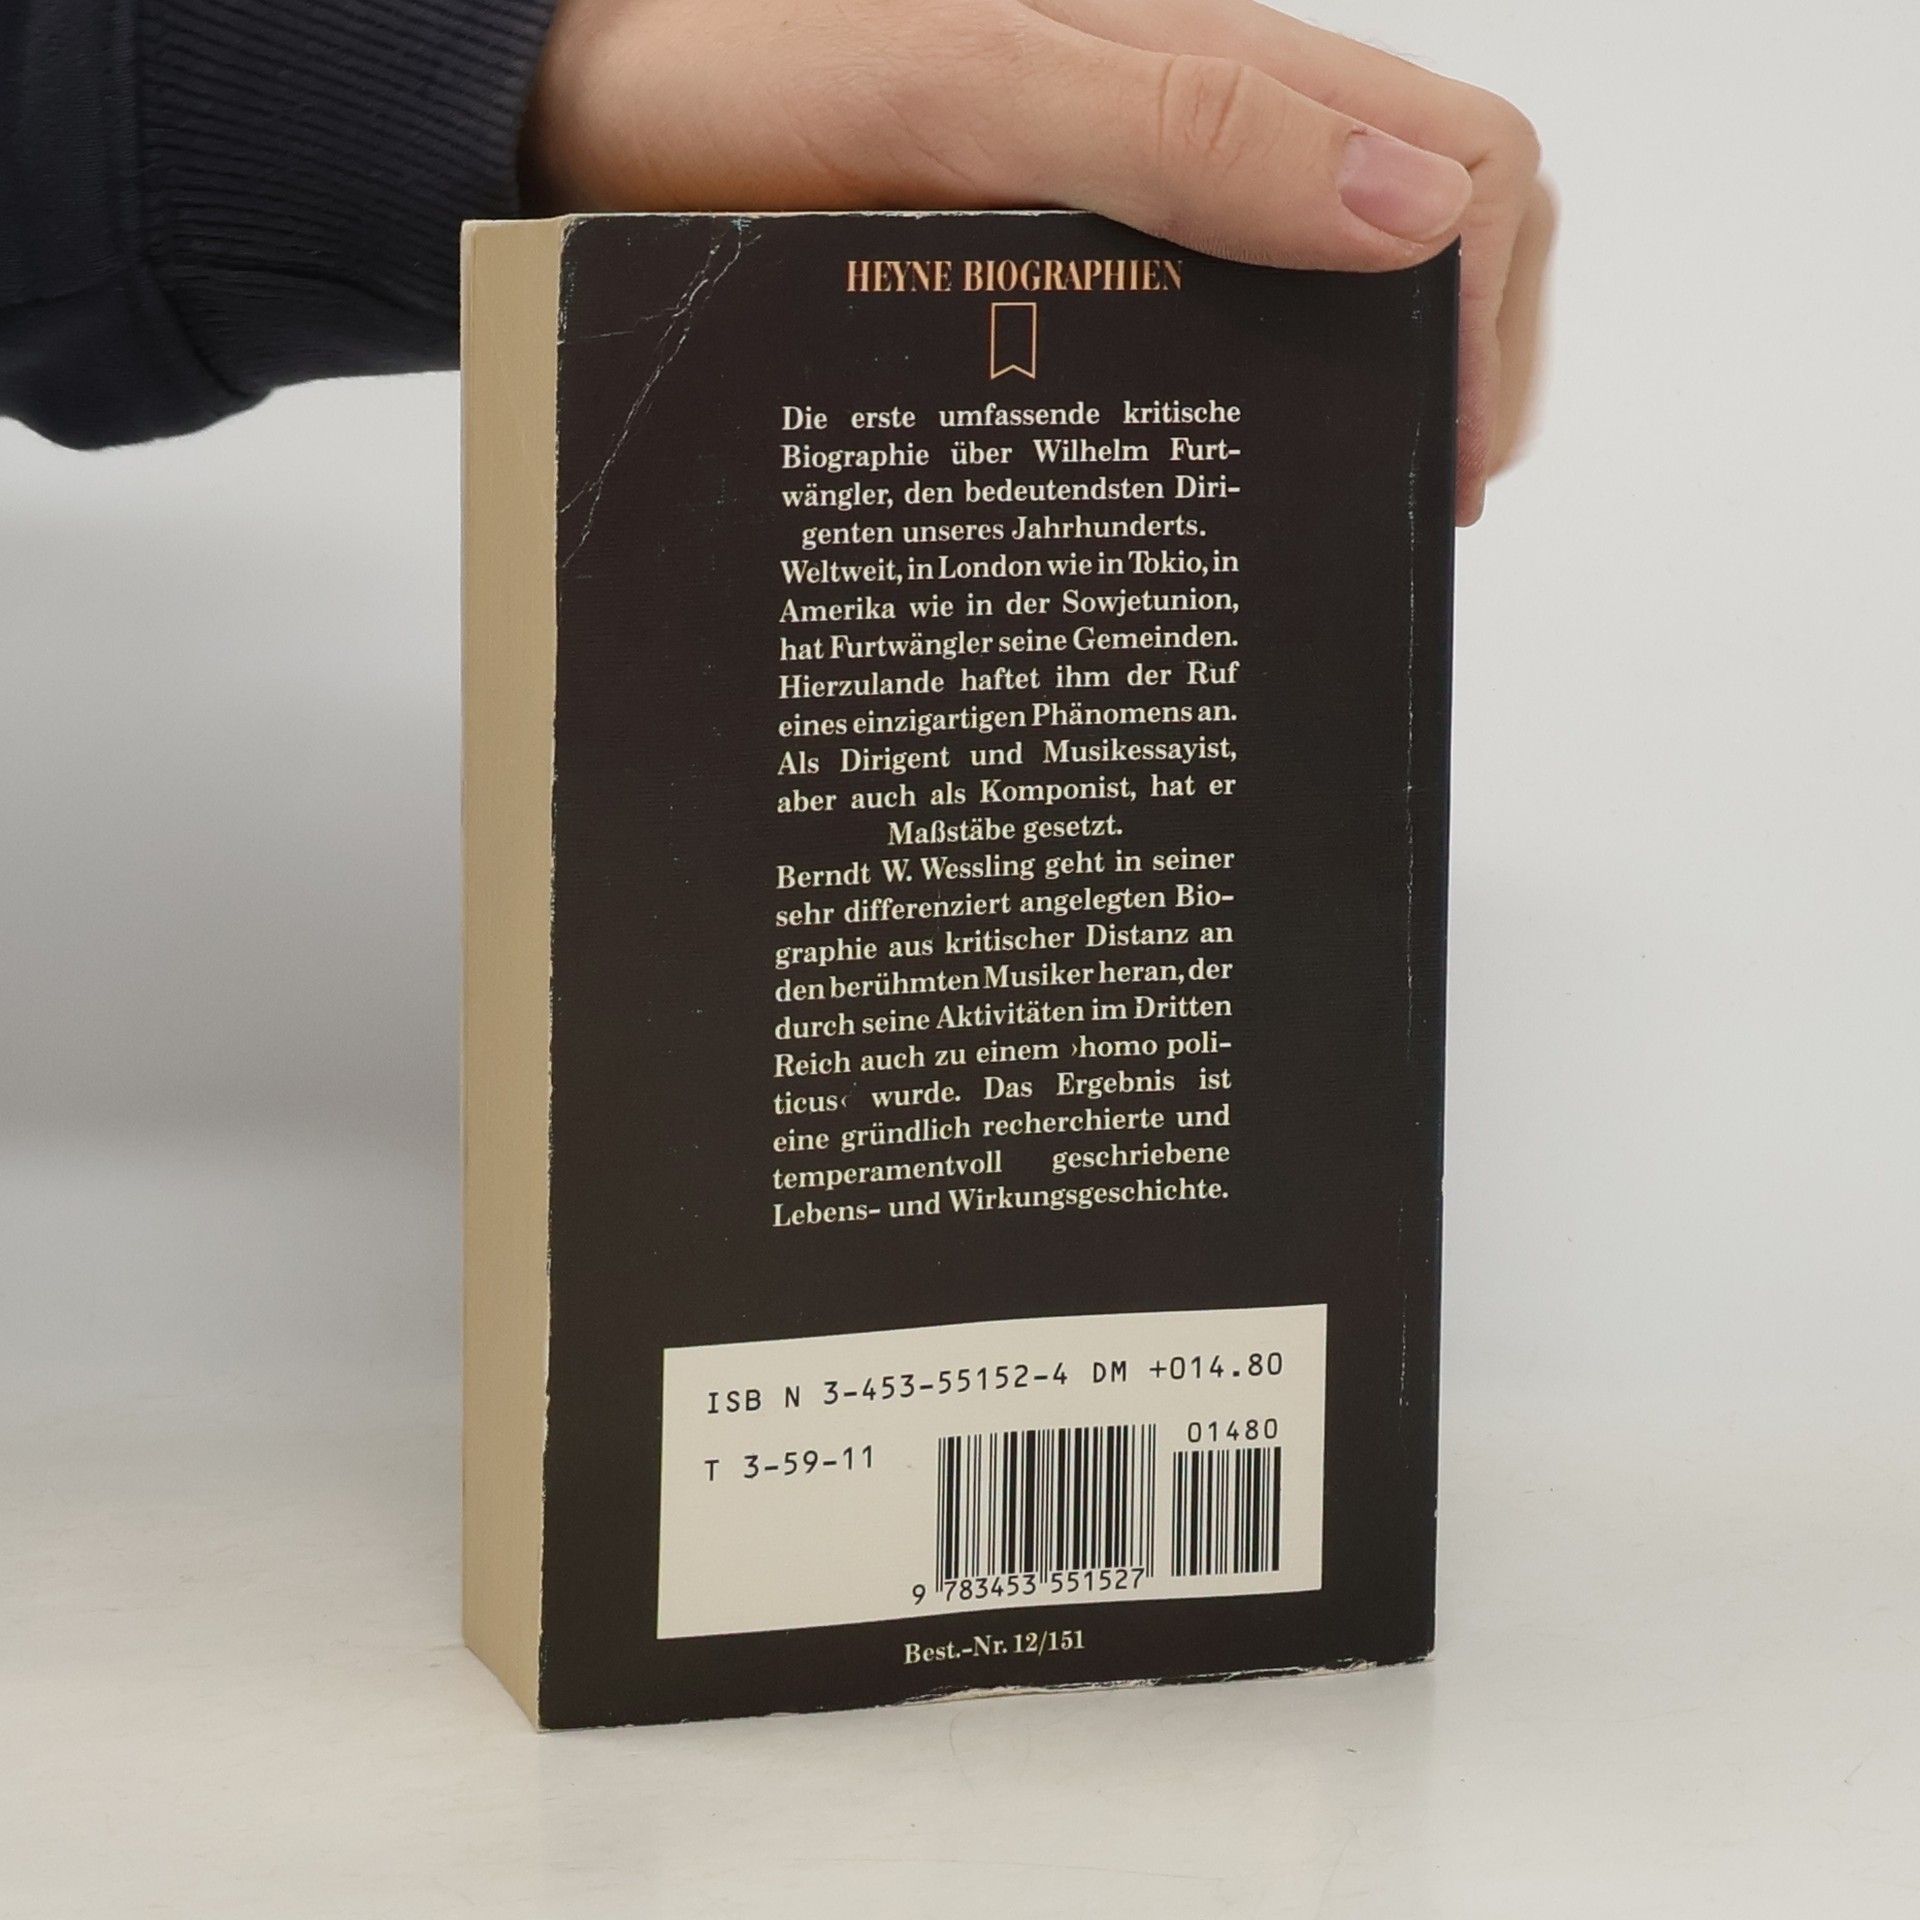 HEYNE BIOGRAPHIEN
Die erste umfassende kritische
Biographie über Wilhelm Furt-
wängler, den bedeutendsten Diri-
genten unseres Jahrhunderts.
Weltweit, in London wie in Tokio, in
Amerika wie in der Sowjetunion,
hat Furtwängler seine Gemeinden.
Hierzulande haftet ihm der Ruf
eines einzigartigen Phänomens an.
Als Dirigent und Musikessayist,
aber auch als Komponist, hat er
Maßstäbe gesetzt.
Berndt W. Wessling geht in seiner
sehr differenziert angelegten Bio-
graphie aus kritischer Distanz an
den berühmten Musiker heran, der
durch seine Aktivitäten im Dritten
Reich auch zu einem ›homo poli-
ticus‹ wurde. Das Ergebnis ist
eine gründlich recherchierte und
temperamentvoll geschriebene
Lebens- und Wirkungsgeschichte.
ISB N 3-453-55152-4 DM +014.80
T 3-59-11
01480
9 783453 551527
Best.-Nr. 12/151